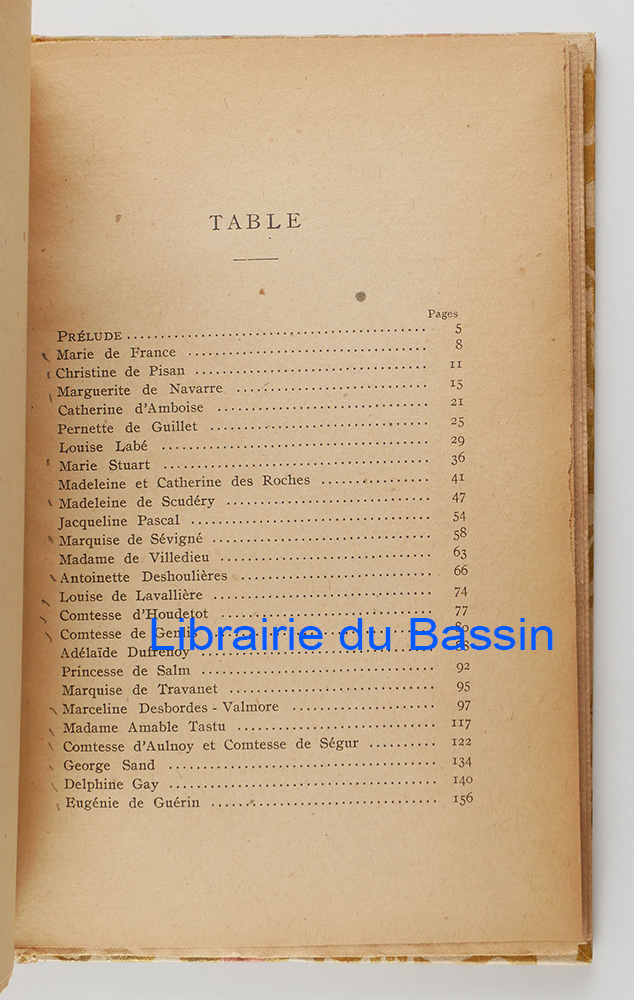 TABLE
Pages
PRÉLUDE 5
Marie de France 8
Christine de Pisan 11
Marguerite de Navarre 15
Catherine d'Amboise 21
Pernette de Guillet 25
Louise Labé 29
Marie Stuart 36
Madeleine et Catherine des Roches 41
Madeleine de Scudéry 47
Jacqueline Pascal 54
Marquise de Sévigné 58
Madame de Villedieu 63
Antoinette Deshoulières 66
Louise de Lavallière 74
Comtesse d'Houdetot 77
Comtesse de Genlis 80
Librairie du Bassin
Adélaïde Dufrénoy 88
Princesse de Salm 92
Marquise de Travanet 95
Marceline Desbordes-Valmore 97
Madame Amable Tastu 117
Comtesse d'Aulnoy et Comtesse de Ségur 122
George Sand 134
Delphine Gay 140
Eugénie de Guérin 156